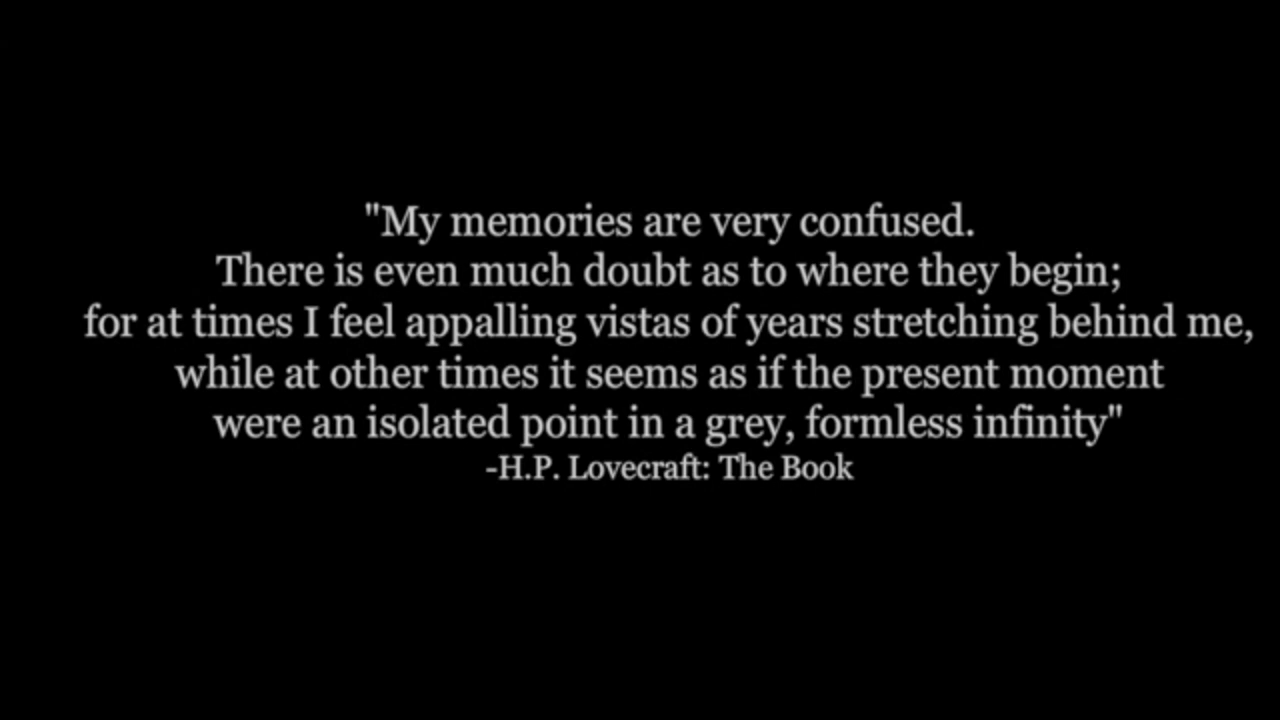 "My memories are very confused.
There is even much doubt as to where they begin;
for at times I feel appalling vistas of years stretching behind me,
while at other times it seems as if the present moment
were an isolated point in a grey, formless infinity"
-H.P. Lovecraft: The Book